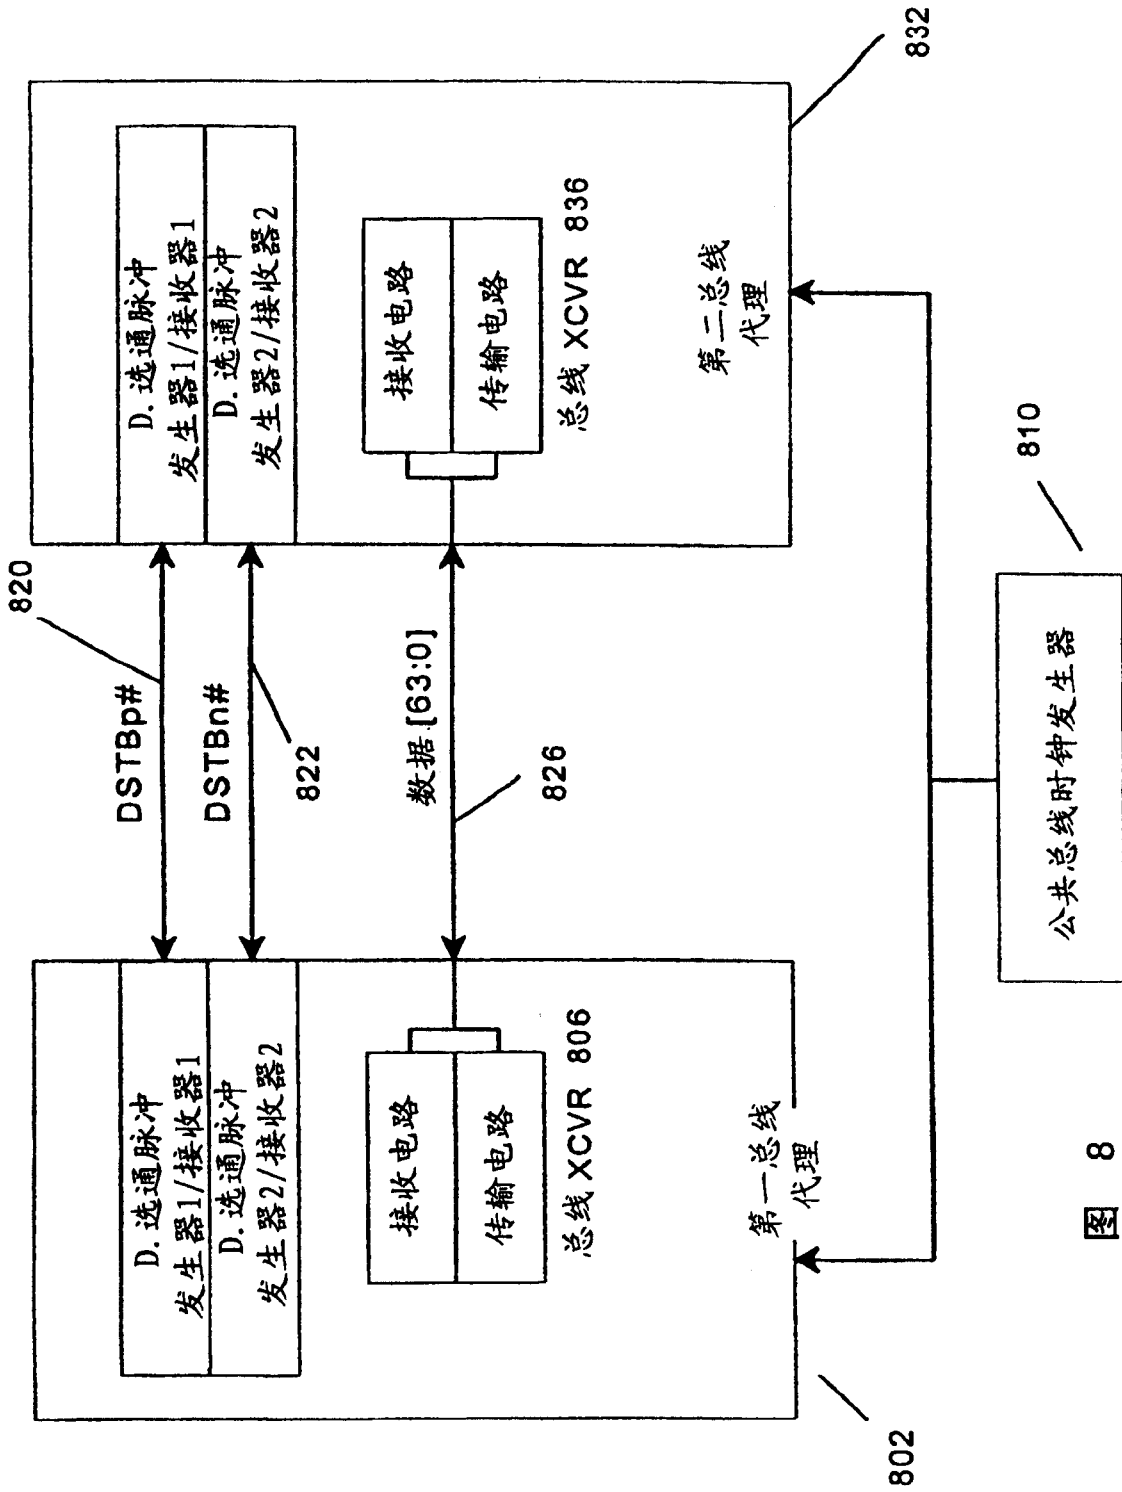 D.选通脉冲
发生器1/接收器1
D.选通脉冲
发生器2/接收器2
接收电路
传输电路
总线 XCVR 806
第一总线
代理
802
DSTBp#
820
DSTBn#
822
数据.[63:0]
826
D.选通脉冲
发生器1/接收器1
D.选通脉冲
发生器2/接收器2
接收电路
传输电路
总线 XCVR 836
第二总线
代理
832
公共总线时钟发生器
810
图 8